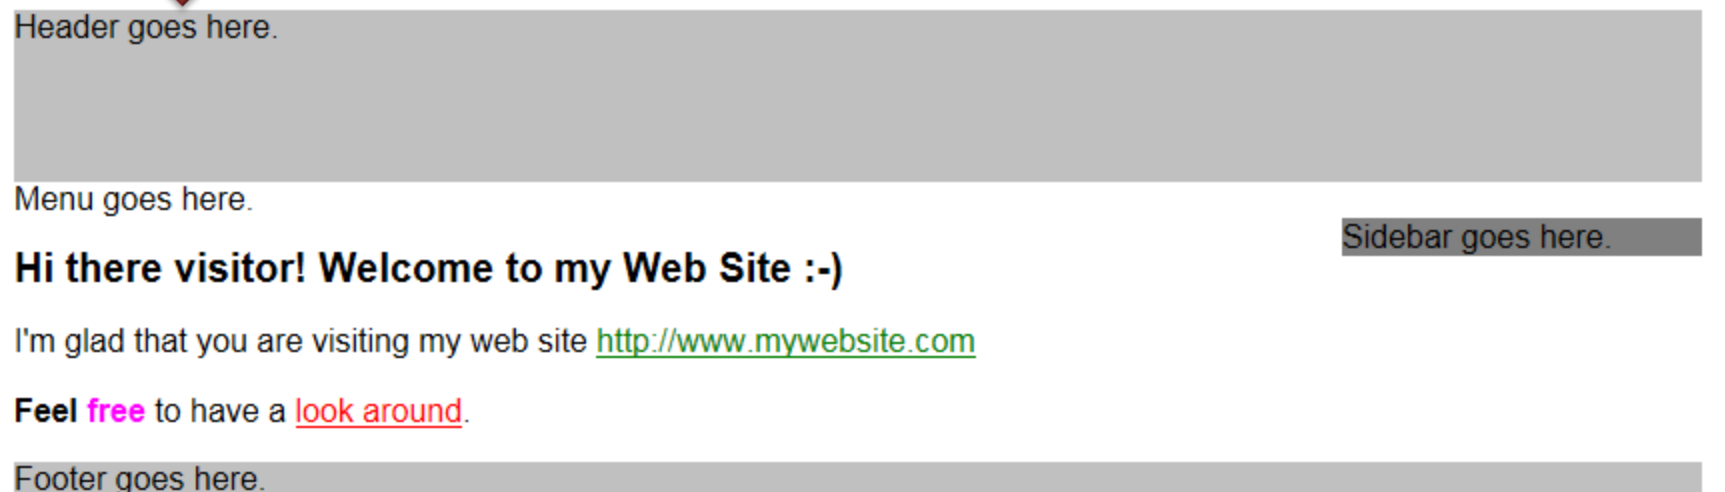 Header goes here.
Menu goes here.
Sidebar goes here.
Hi there visitor! Welcome to my Web Site :-)
I'm glad that you are visiting my web site http://www.mywebsite.com
Feel free to have a look around.
Footer goes here.